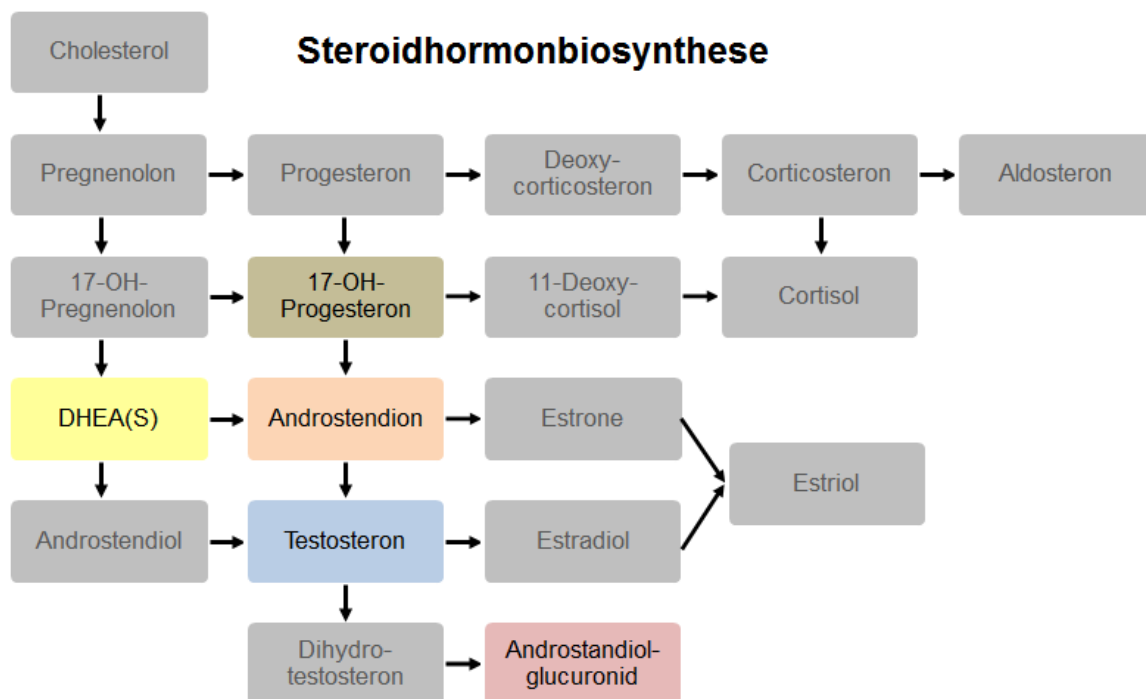 Cholesterol
Steroidhormonbiosynthese
Pregnenolon
Progesteron
Deoxy-
corticosteron
Corticosteron
Aldosteron
17-OH-
Pregnenolon
17-OH-
Progesteron
11-Deoxy-
cortisol
Cortisol
DHEA(S)
Androstendion
Estrone
Estriol
Androstendiol
Testosteron
Estradiol
Dihydro-
testosteron
Androstandiol-
glucuronid